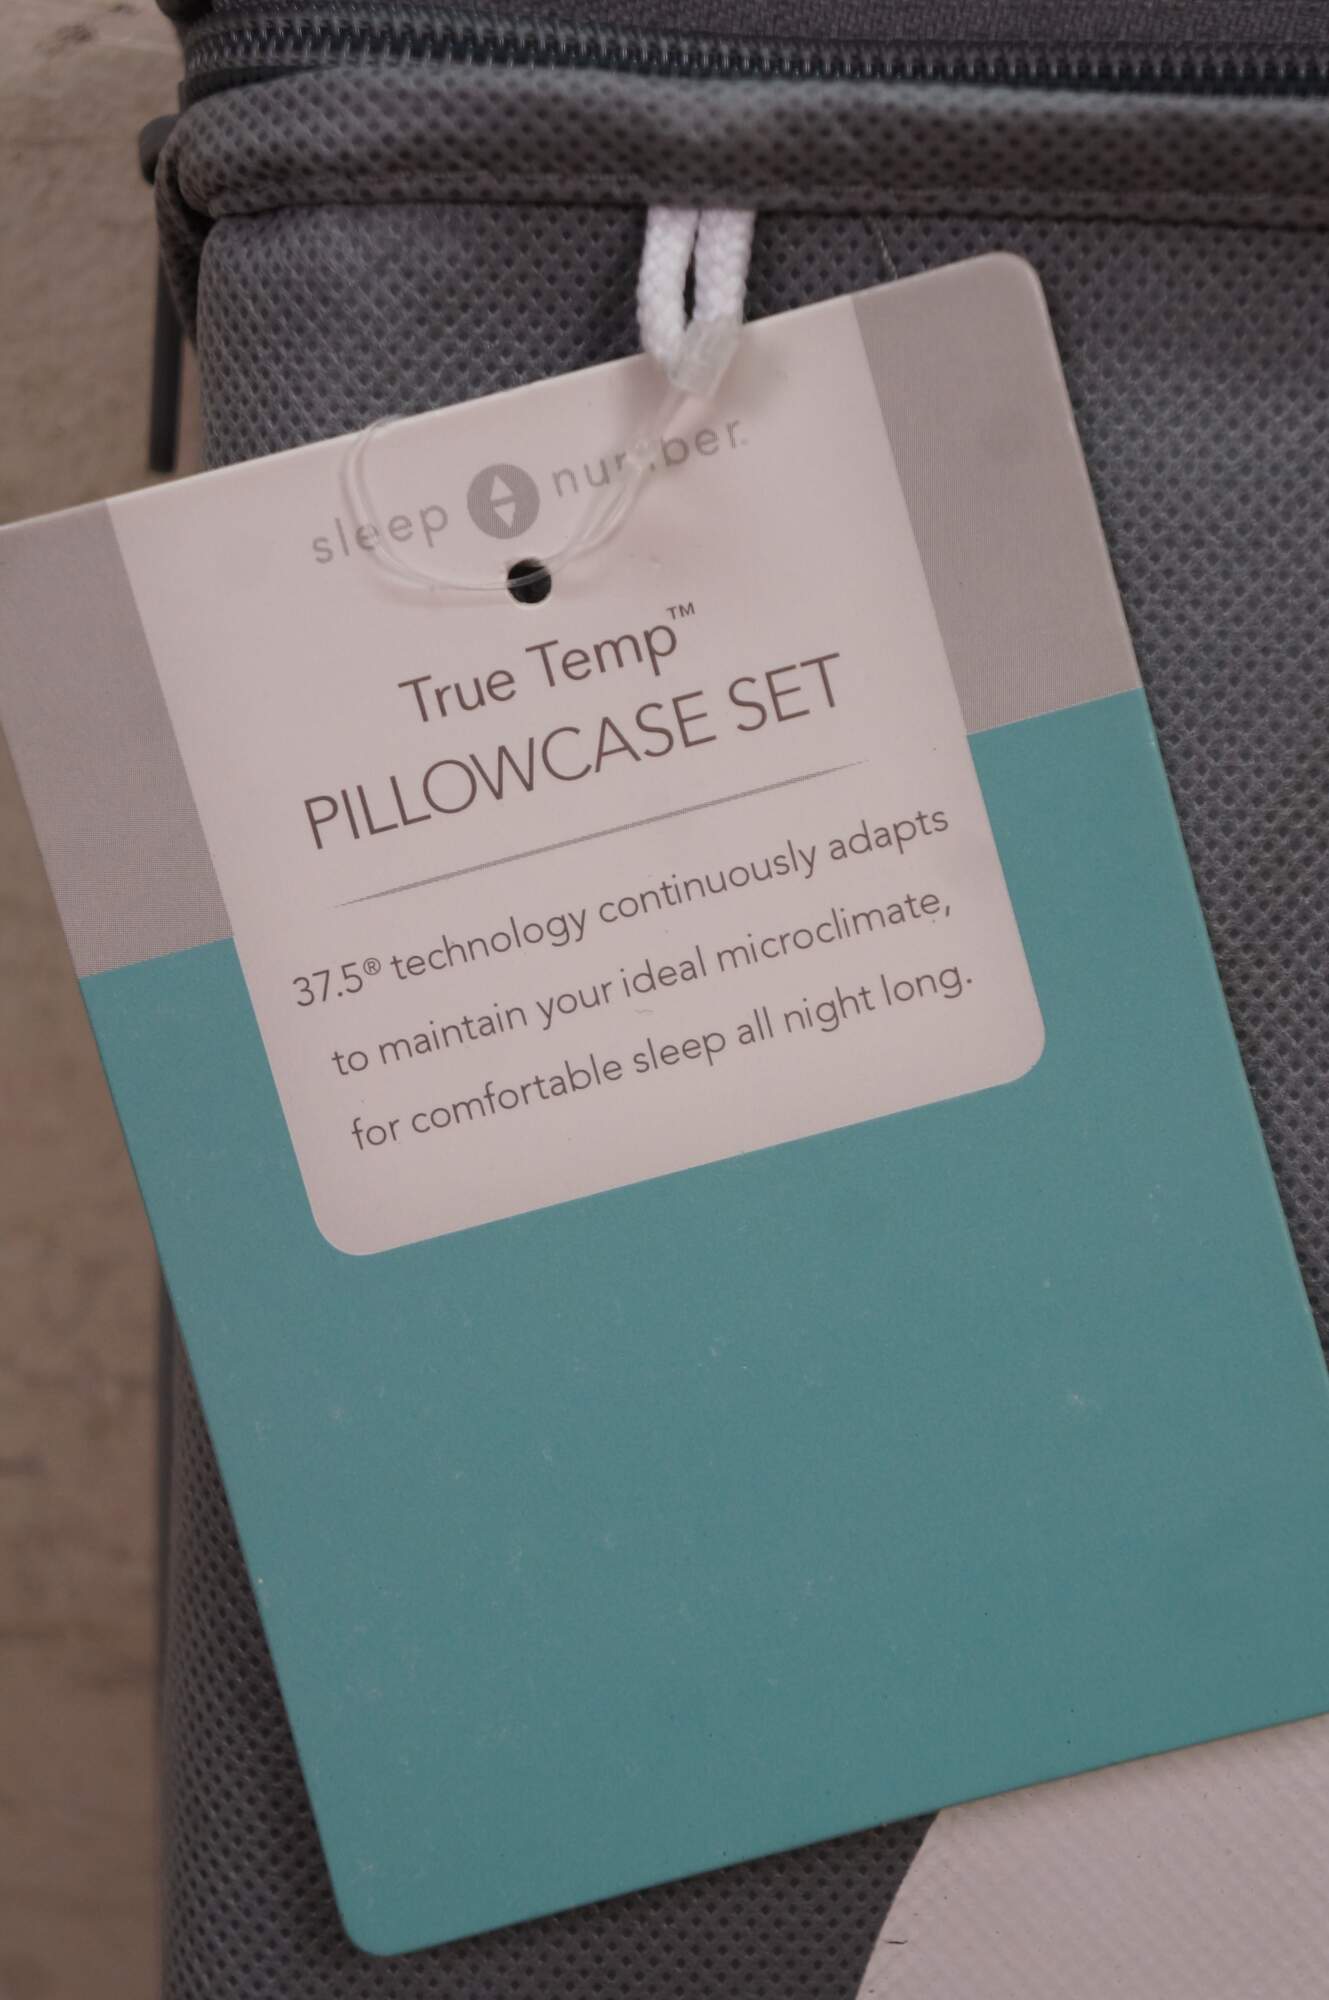 sleep number.
True Temp™
PILLOWCASE SET
37.5® technology continuously adapts
to maintain your ideal microclimate,
for comfortable sleep all night long.